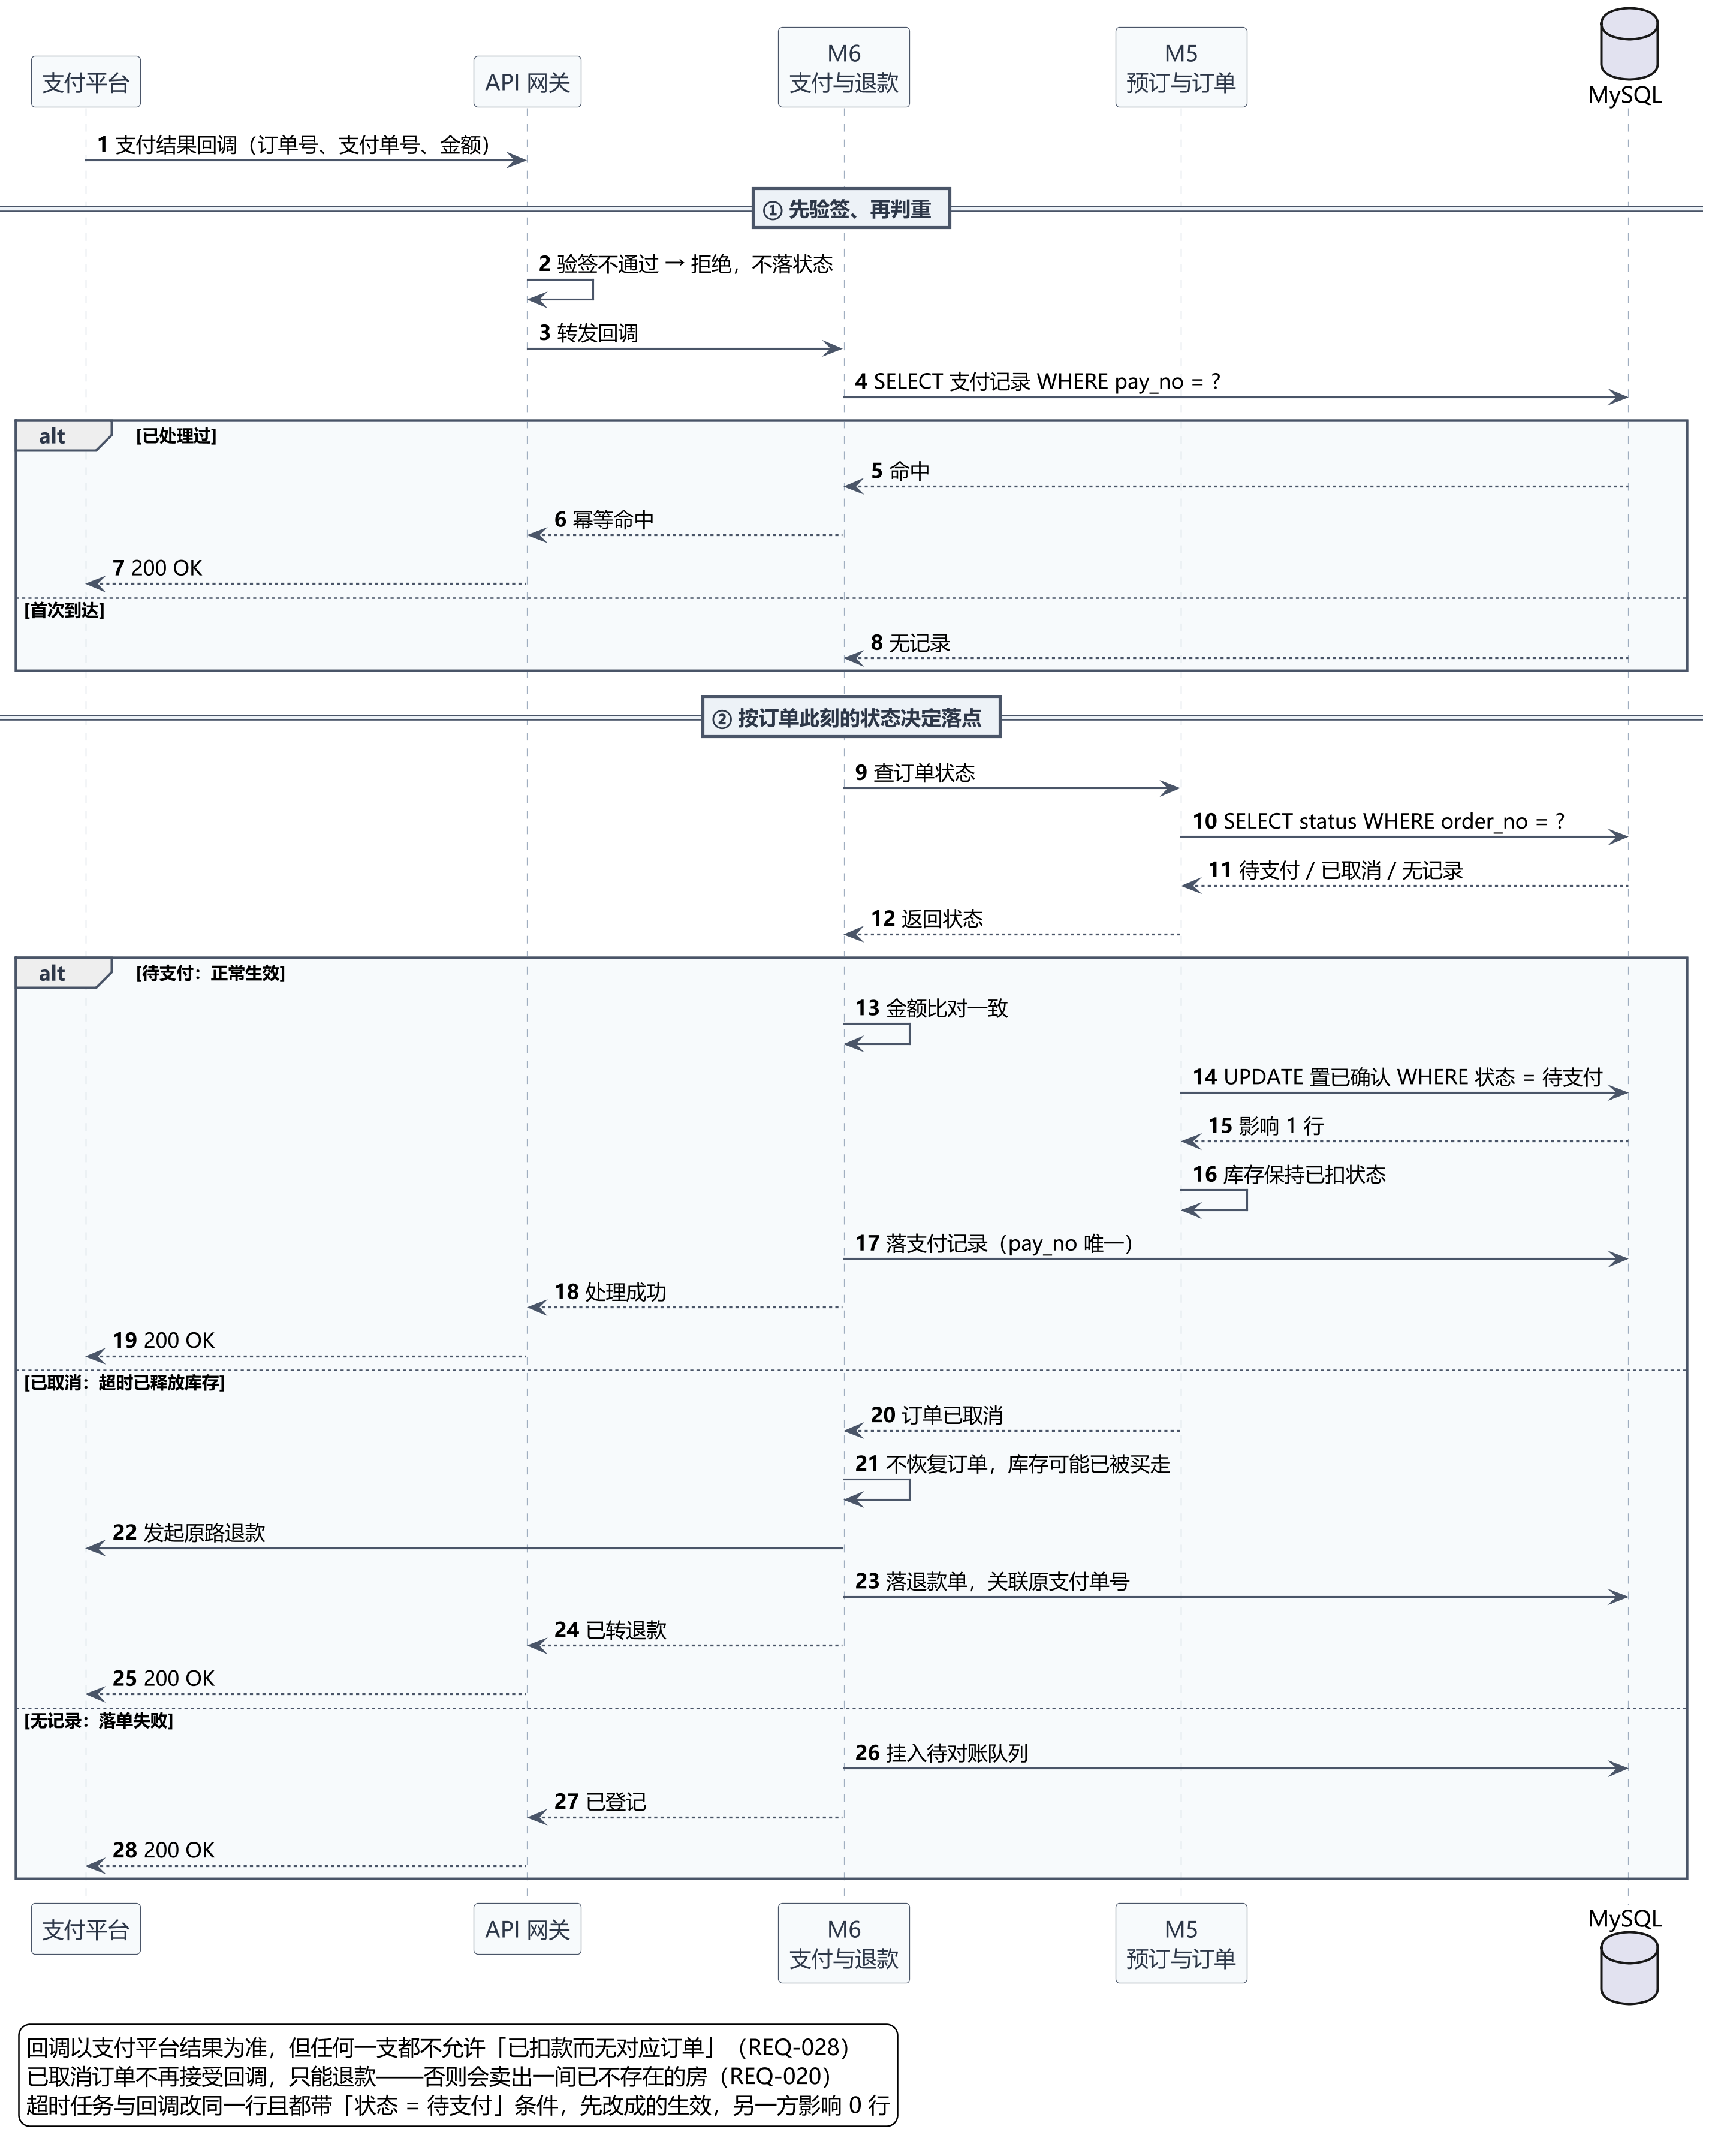 支付平台
API 网关
M6
支付与退款
M5
预订与订单
MySQL
1 支付结果回调（订单号、支付单号、金额）
① 先验签、再判重
2 验签不通过 → 拒绝，不落状态
3 转发回调
4 SELECT 支付记录 WHERE pay_no = ?
alt [已处理过]
5 命中
6 幂等命中
7 200 OK
[首次到达]
8 无记录
② 按订单此刻的状态决定落点
9 查订单状态
10 SELECT status WHERE order_no = ?
11 待支付 / 已取消 / 无记录
12 返回状态
alt [待支付：正常生效]
13 金额比对一致
14 UPDATE 置已确认 WHERE 状态 = 待支付
15 影响 1 行
16 库存保持已扣状态
17 落支付记录（pay_no 唯一）
18 处理成功
19 200 OK
[已取消：超时已释放库存]
20 订单已取消
21 不恢复订单，库存可能已被买走
22 发起原路退款
23 落退款单，关联原支付单号
24 已转退款
25 200 OK
[无记录：落单失败]
26 挂入待对账队列
27 已登记
28 200 OK
支付平台
API 网关
M6
支付与退款
M5
预订与订单
MySQL
回调以支付平台结果为准，但任何一支都不允许「已扣款而无对应订单」（REQ-028）
已取消订单不再接受回调，只能退款——否则会卖出一间已不存在的房（REQ-020）
超时任务与回调改同一行且都带「状态 = 待支付」条件，先改成的生效，另一方影响 0 行